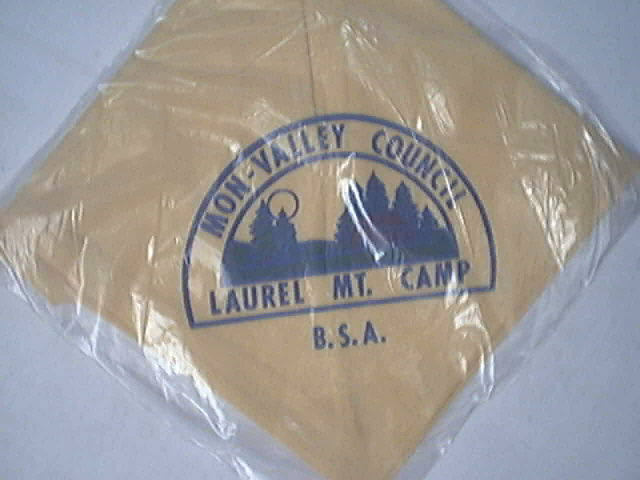 MON-VALLEY COUNCIL
LAUREL MT. CAMP
B.S.A.